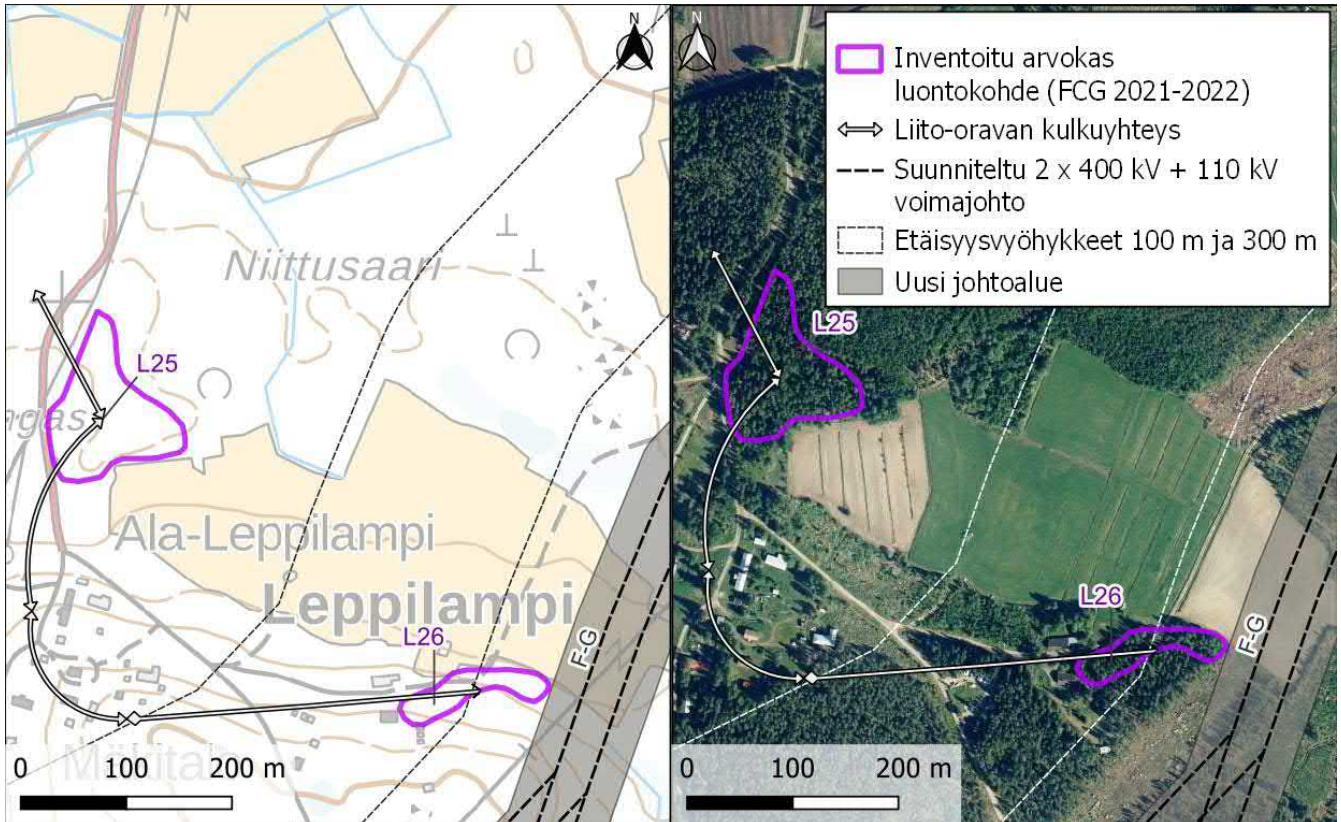 N
Niittusaari
L25
ngas
Ala-Leppilampi
Leppilampi
L26
F-G
0 100 200 m
N
Inventoitu arvokas
luontokohde (FCG 2021-2022)
Liito-oravan kulkuyhteys
Suunniteltu 2 x 400 kV + 110 kV
voimajohto
Etäisyysvyöhykkeet 100 m ja 300 m
Uusi johtoalue
L25
L26
F-G
0 100 200 m